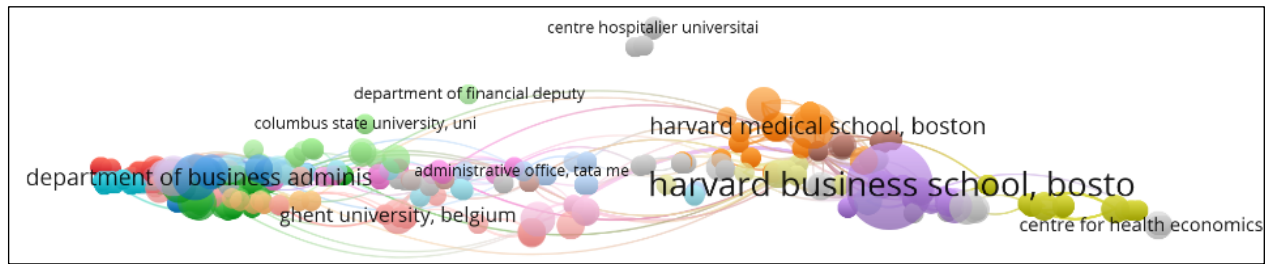 centre hospitalier universitai
department of financial deputy
columbus state university, uni
harvard medical school, boston
administrative office, tata me
department of business adminis
harvard business school, bosto
ghent university, belgium
centre for health economics